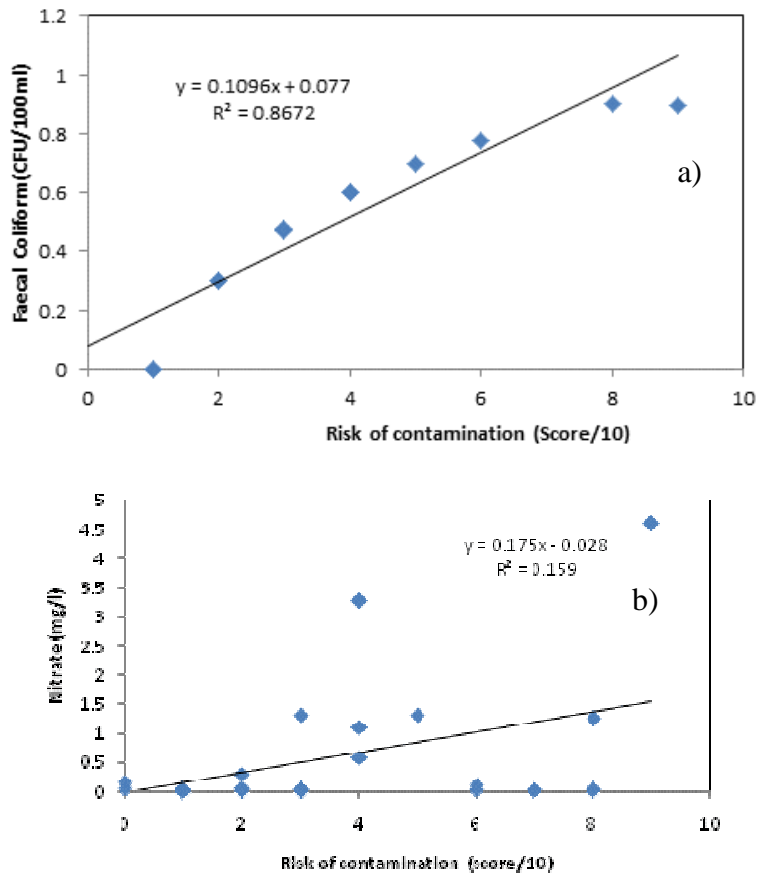 1.2
1
0.8
0.6
0.4
0.2
0
Faecal Coliform (CFU/100ml)
y = 0.1096x + 0.077
R² = 0.8672
a)
0 2 4 6 8 10
Risk of contamination (Score/10)
5
4.5
4
3.5
3
2.5
2
1.5
1
0.5
0
Nitrate (mg/l)
y = 0.175x - 0.028
R² = 0.159
b)
0 2 4 6 8 10
Risk of contamination (score/10)